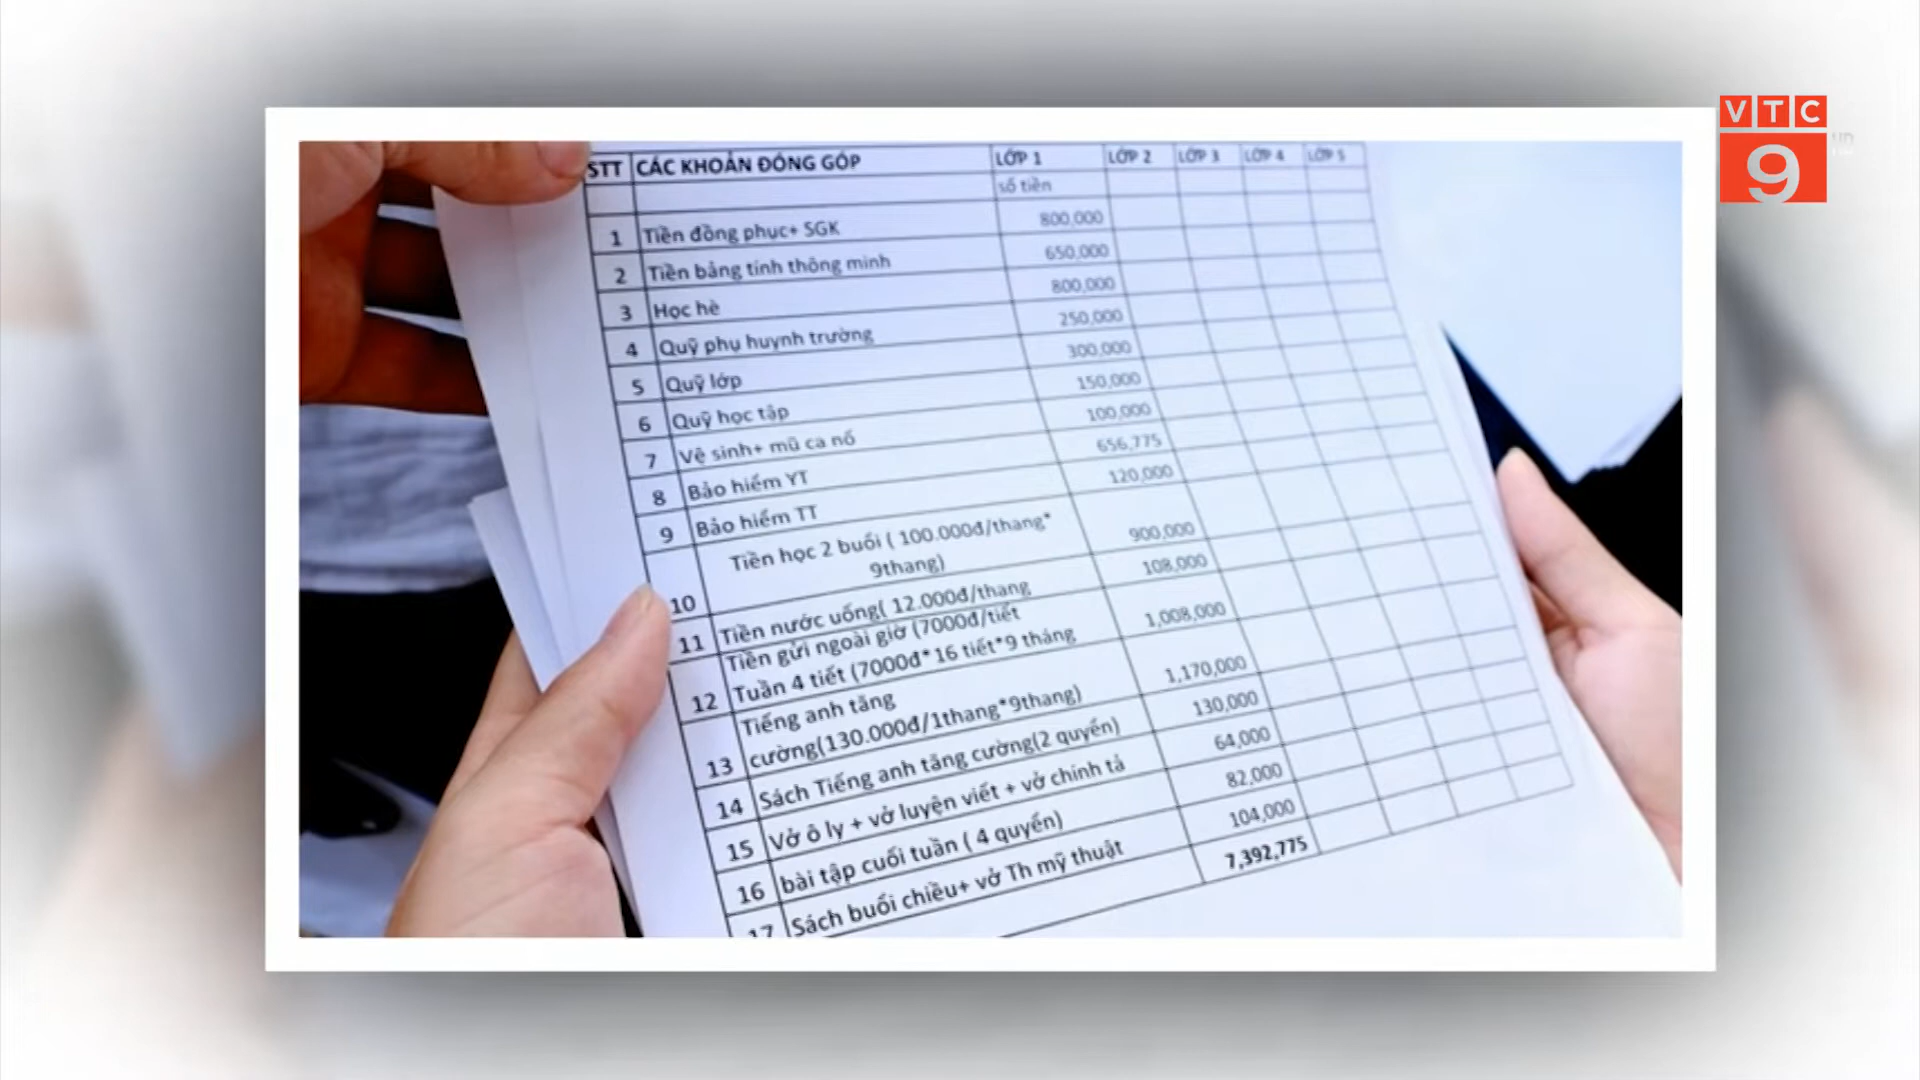 VTC
9
HD
STT CÁC KHOẢN ĐÓNG GÓP LỚP 1 LỚP 2 LỚP 3 LỚP 4 LỚP 5
số tiền
1 Tiền đồng phục+ SGK 800,000
2 Tiền bảng tính thông minh 650,000
3 Học hè 800,000
4 Quỹ phụ huynh trường 250,000
5 Quỹ lớp 300,000
6 Quỹ học tập 150,000
7 Vệ sinh+ mũ ca nố 100,000
8 Bảo hiểm YT 656,775
9 Bảo hiểm TT 120,000
10 Tiền học 2 buổi ( 100.000đ/thang* 900,000
9thang)
11 Tiền nước uống( 12.000đ/thang 108,000
12 Tiền gửi ngoài giờ (7000đ/tiết 1,008,000
Tuần 4 tiết (7000đ*16 tiết*9 tháng
13 Tiếng anh tăng 1,170,000
cường(130.000đ/1thang*9thang)
14 Sách Tiếng anh tăng cường(2 quyển) 130,000
15 Vở ô ly + vở luyện viết + vở chính tả 64,000
16 bài tập cuối tuần ( 4 quyển) 82,000
17 Sách buổi chiều+ vở Th mỹ thuật 104,000
7,392,775